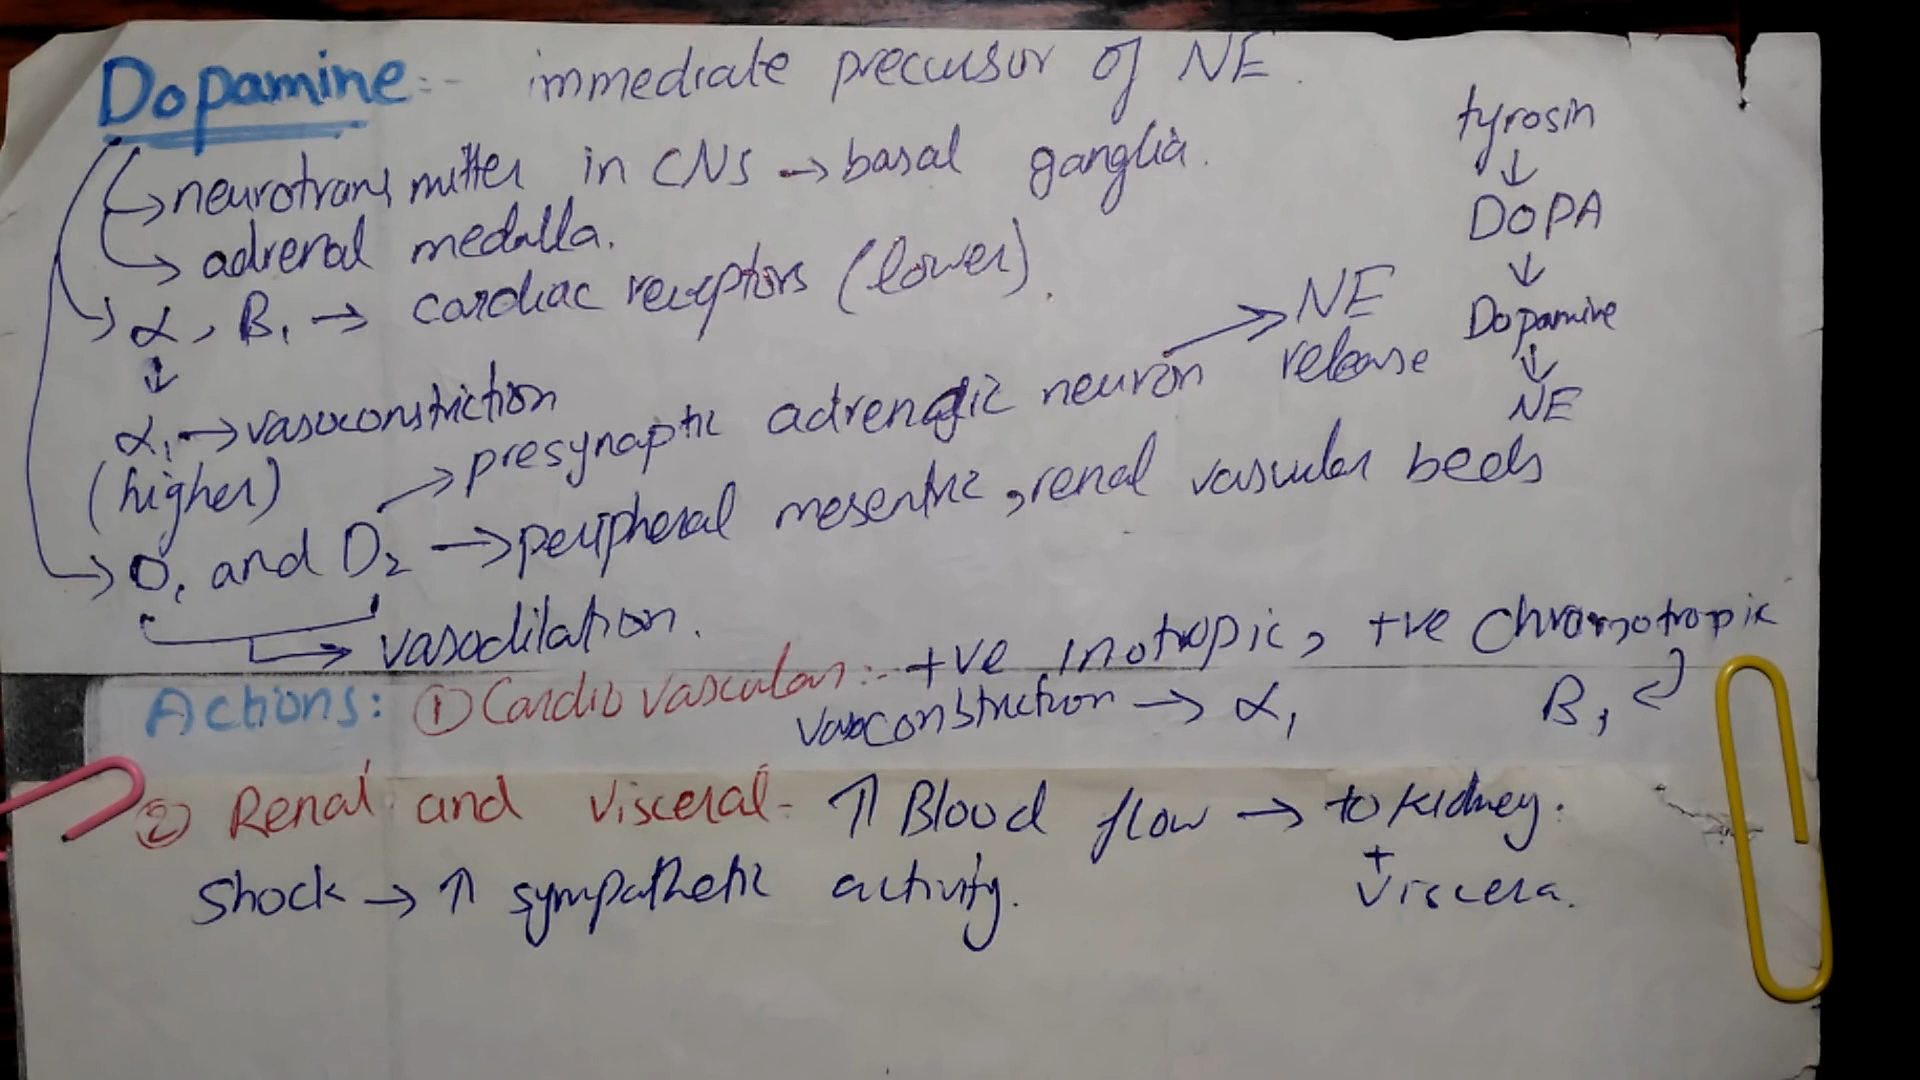 Dopamine :- immediate precursor of NE.
tyrosin
↳ neurotransmitter in CNS → basal ganglia.
↓
DOPA
↳ adrenal medalla.
↓
→ α, B₁ → cardiac receptors (lower).
Dopamine
↓
↓
NE
α₁ → vasoconstriction
(higher)
→ presynaptic adrenergic neuron → NE release
→ D₁ and D₂ → peripheral mesentric, renal vascular beds
→ vasodilation.
Actions: ① Cardiovascular:- +ve inotropic, +ve Chronotropic
vasoconstriction → α₁ B₁
② Renal and visceral- ↑ Blood flow → to kidney.
+
viscera.
Shock → ↑ sympathetic activity.